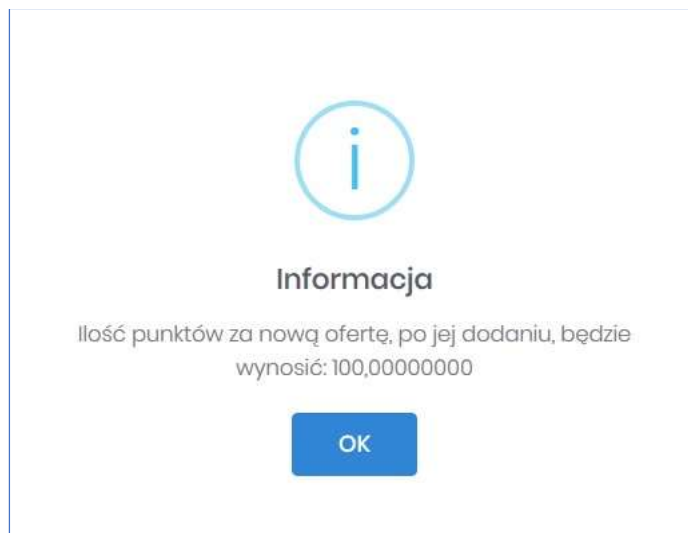 i
Informacja
Ilość punktów za nową ofertę, po jej dodaniu, będzie
wynosić: 100,00000000
OK